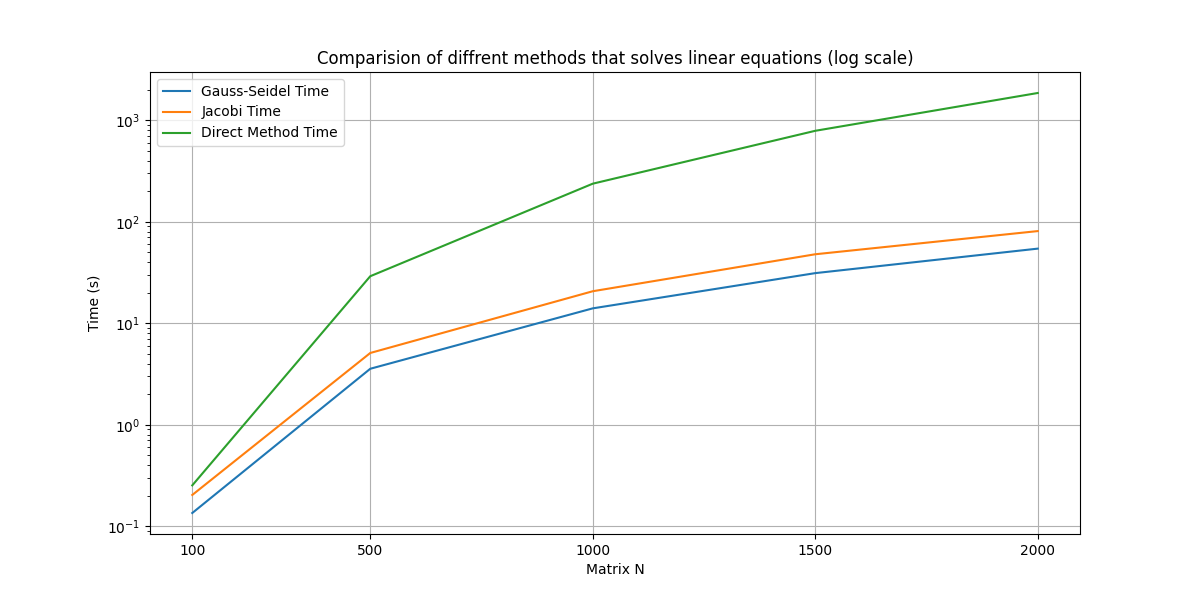 Comparision of diffrent methods that solves linear equations (log scale)
Gauss-Seidel Time
Jacobi Time
Direct Method Time
Time (s)
10³
10²
10¹
10⁰
10⁻¹
100 500 1000 1500 2000
Matrix N